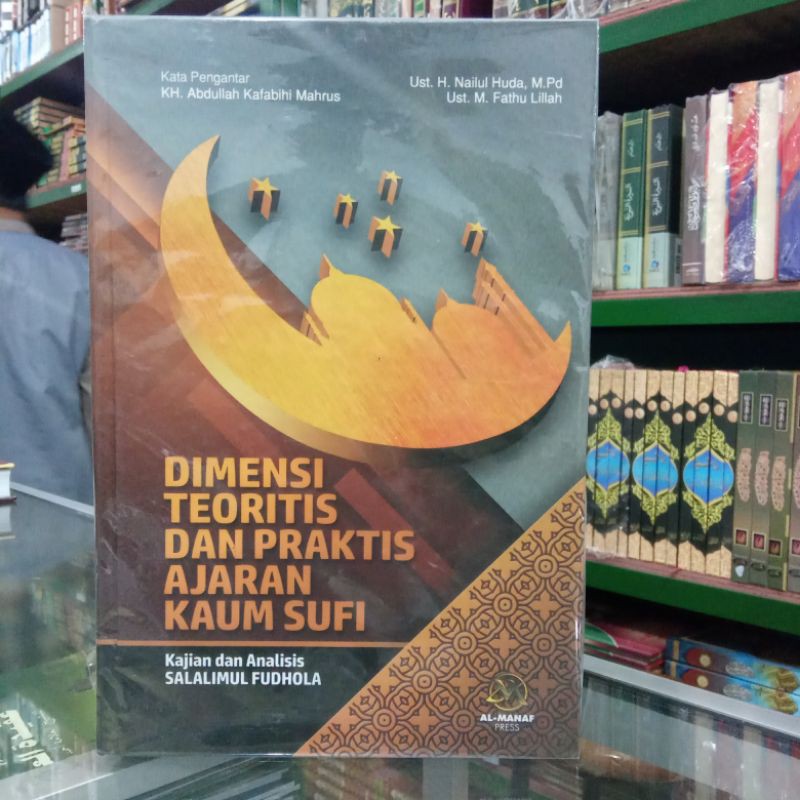 Kata Pengantar
KH. Abdullah Kafabihi Mahrus
Ust. H. Nailul Huda, M.Pd
Ust. M. Fathu Lillah
DIMENSI
TEORITIS
DAN PRAKTIS
AJARAN
KAUM SUFI
Kajian dan Analisis
SALALIMUL FUDHOLA
AL-MANAF
PRESS